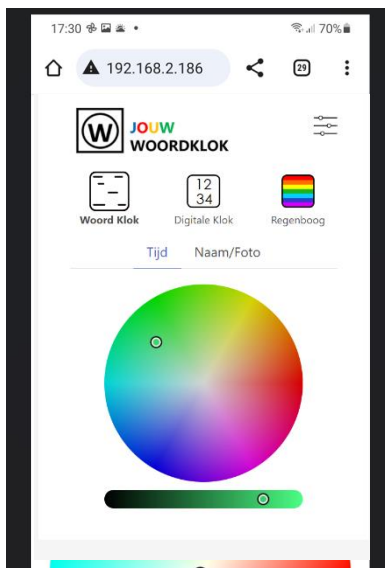 17:30 70%
192.168.2.186 29
W JOUW
WOORDKLOK
12
34
Woord Klok Digitale Klok Regenboog
Tijd Naam/Foto